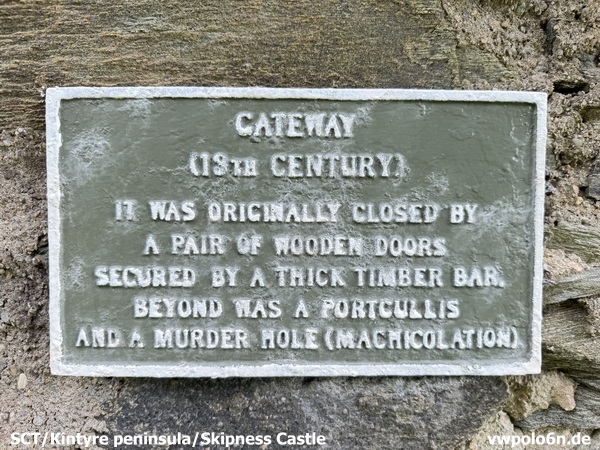 GATEWAY
(13TH CENTURY)
IT WAS ORIGINALLY CLOSED BY
A PAIR OF WOODEN DOORS
SECURED BY A THICK TIMBER BAR.
BEYOND WAS A PORTCULLIS
AND A MURDER HOLE (MACHICOLATION)
SCT/Kintyre peninsula/Skipness Castle
vwpolo6n.de